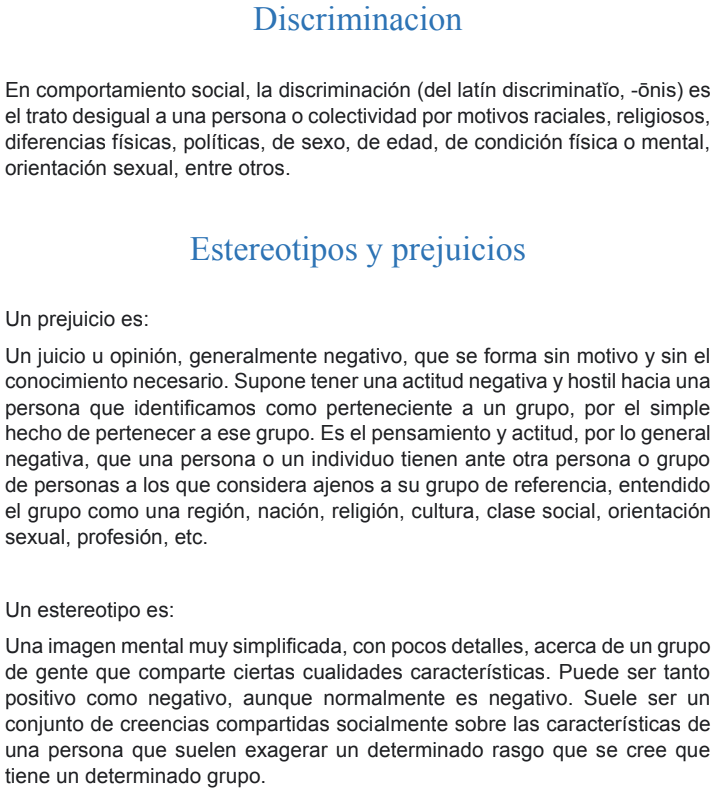 Discriminacion
En comportamiento social, la discriminación (del latín discriminatĭo, -ōnis) es
el trato desigual a una persona o colectividad por motivos raciales, religiosos,
diferencias físicas, políticas, de sexo, de edad, de condición física o mental,
orientación sexual, entre otros.
Estereotipos y prejuicios
Un prejuicio es:
Un juicio u opinión, generalmente negativo, que se forma sin motivo y sin el
conocimiento necesario. Supone tener una actitud negativa y hostil hacia una
persona que identificamos como perteneciente a un grupo, por el simple
hecho de pertenecer a ese grupo. Es el pensamiento y actitud, por lo general
negativa, que una persona o un individuo tienen ante otra persona o grupo
de personas a los que considera ajenos a su grupo de referencia, entendido
el grupo como una región, nación, religión, cultura, clase social, orientación
sexual, profesión, etc.
Un estereotipo es:
Una imagen mental muy simplificada, con pocos detalles, acerca de un grupo
de gente que comparte ciertas cualidades características. Puede ser tanto
positivo como negativo, aunque normalmente es negativo. Suele ser un
conjunto de creencias compartidas socialmente sobre las características de
una persona que suelen exagerar un determinado rasgo que se cree que
tiene un determinado grupo.